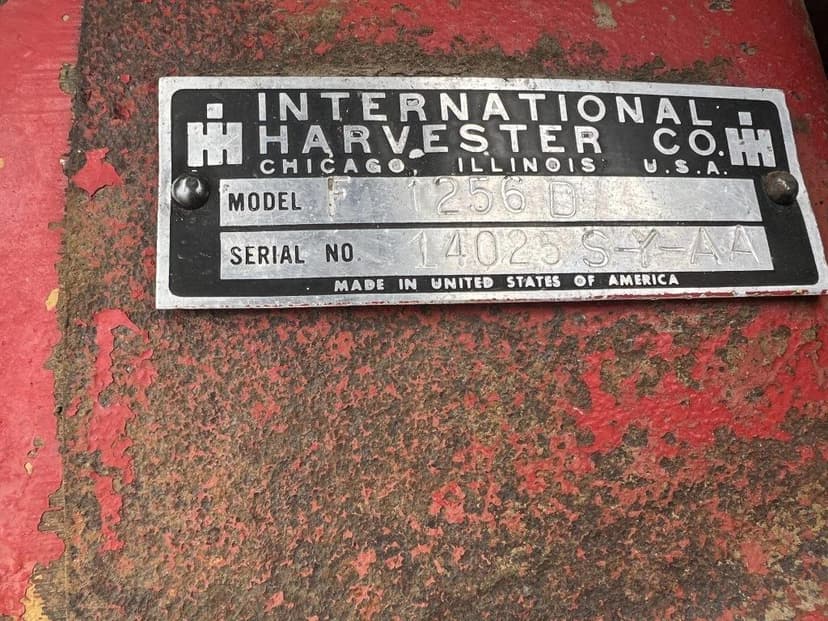 INTERNATIONAL
HARVESTER CO.
CHICAGO, ILLINOIS U.S.A.
MODEL F 1256 D
SERIAL NO. 14025 S-Y-AA
MADE IN UNITED STATES OF AMERICA